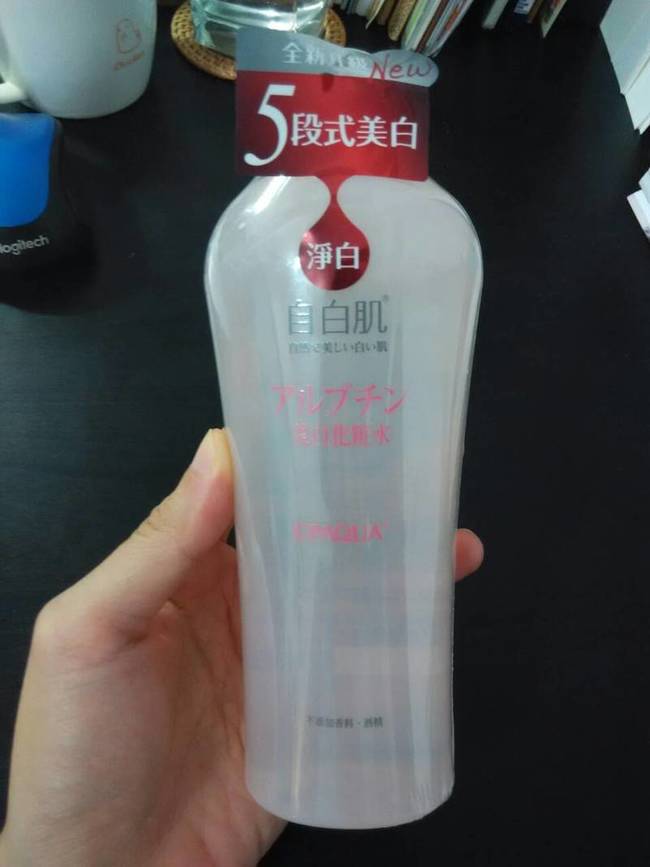 全新升級 New
5段式美白
淨白
自白肌®
自然で美しい白い肌
アルブチン
美白化粧水
不添加香料・酒精
logitech